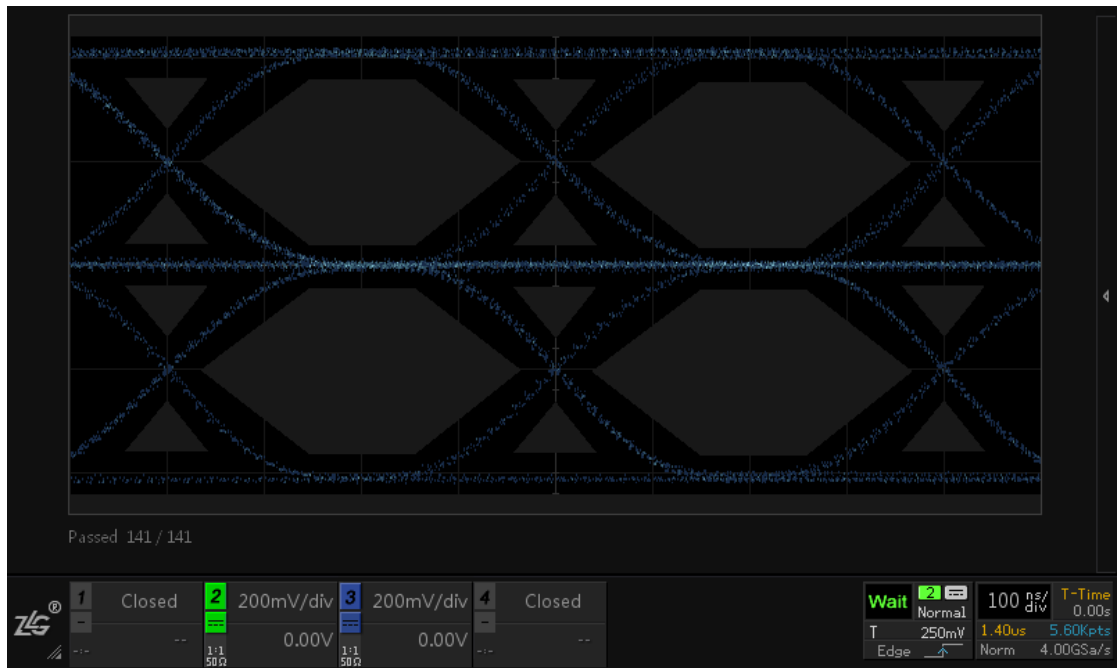 Passed 141 / 141
ZLG®
1 Closed
-
-:-
--
2 200mV/div
0.00V
1:1
50Ω
3 200mV/div
0.00V
1:1
50Ω
4 Closed
-
-:-
--
Wait 2
Normal
T 250mV
Edge
100 ns/div
T-Time
0.00s
1.40us 5.60Kpts
Norm 4.00GSa/s